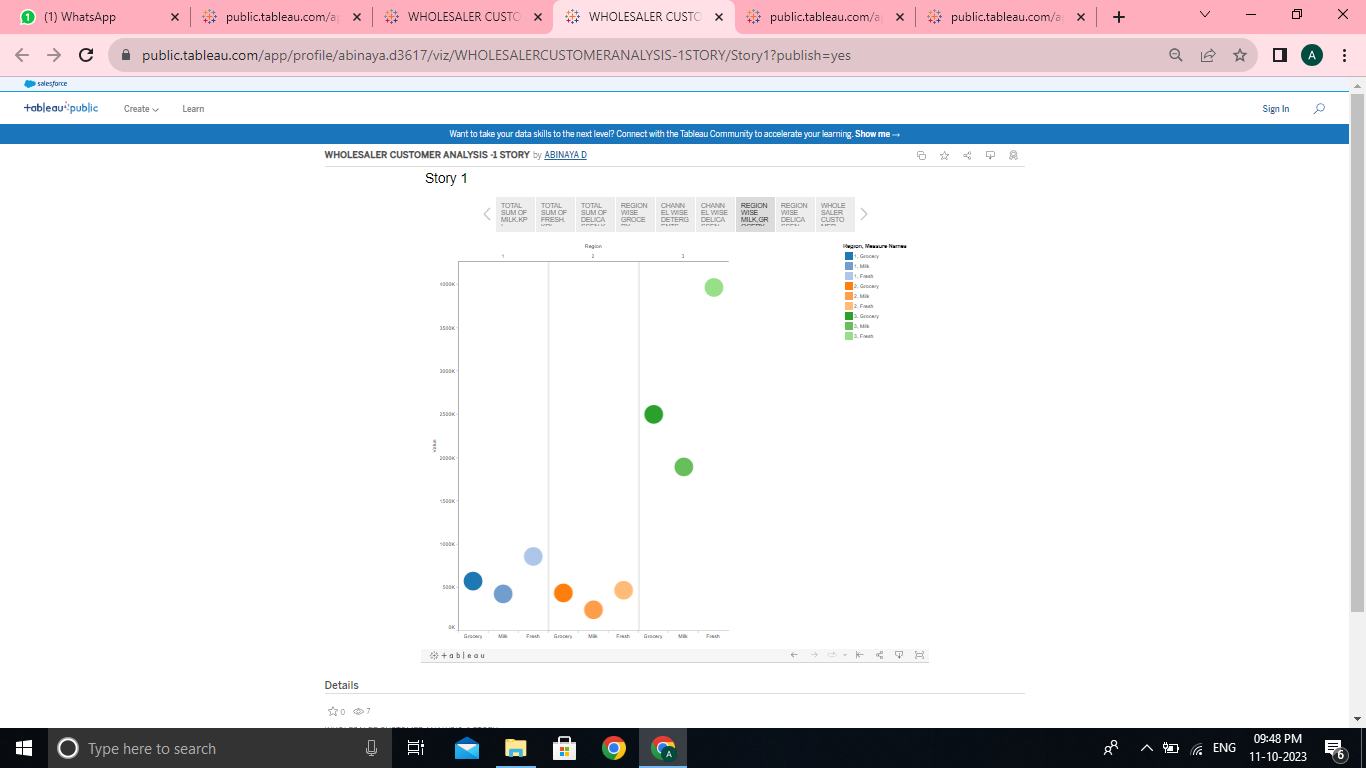 (1) WhatsApp
public.tableau.com/a
WHOLESALER CUSTO
WHOLESALER CUSTO
public.tableau.com/a
public.tableau.com/a
public.tableau.com/app/profile/abinaya.d3617/viz/WHOLESALERCUSTOMERANALYSIS-1STORY/Story1?publish=yes
A
salesforce
+ableau public
Create
Learn
Sign In
Want to take your data skills to the next level? Connect with the Tableau Community to accelerate your learning. Show me →
WHOLESALER CUSTOMER ANALYSIS -1 STORY by ABINAYA D
Story 1
TOTAL SUM OF MILK.KP
TOTAL SUM OF FRESH.
TOTAL SUM OF DELICA
REGION WISE GROCE
CHANN EL WISE DETERG
CHANN EL WISE DELICA
REGION WISE MILK,GR
REGION WISE DELICA
WHOLE SALER CUSTO
Region
1 2 3
Region, Measure Names
1, Grocery
1, Milk
1, Fresh
2, Grocery
2, Milk
2, Fresh
3, Grocery
3, Milk
3, Fresh
4000K
3500K
3000K
2500K
2000K
1500K
1000K
500K
0K
Value
Grocery Milk Fresh Grocery Milk Fresh Grocery Milk Fresh
+ableau
Details
0 7
Type here to search
A
ENG
09:48 PM
11-10-2023
6